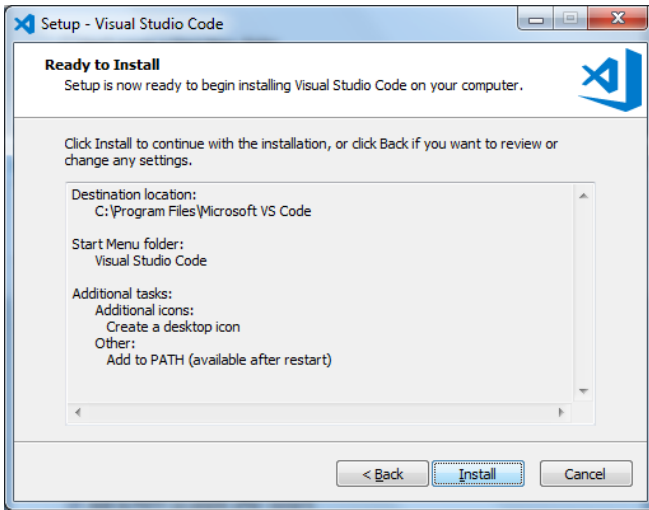 Setup - Visual Studio Code
Ready to Install
Setup is now ready to begin installing Visual Studio Code on your computer.
Click Install to continue with the installation, or click Back if you want to review or
change any settings.
Destination location:
C:\Program Files\Microsoft VS Code
Start Menu folder:
Visual Studio Code
Additional tasks:
Additional icons:
Create a desktop icon
Other:
Add to PATH (available after restart)
< Back
Install
Cancel